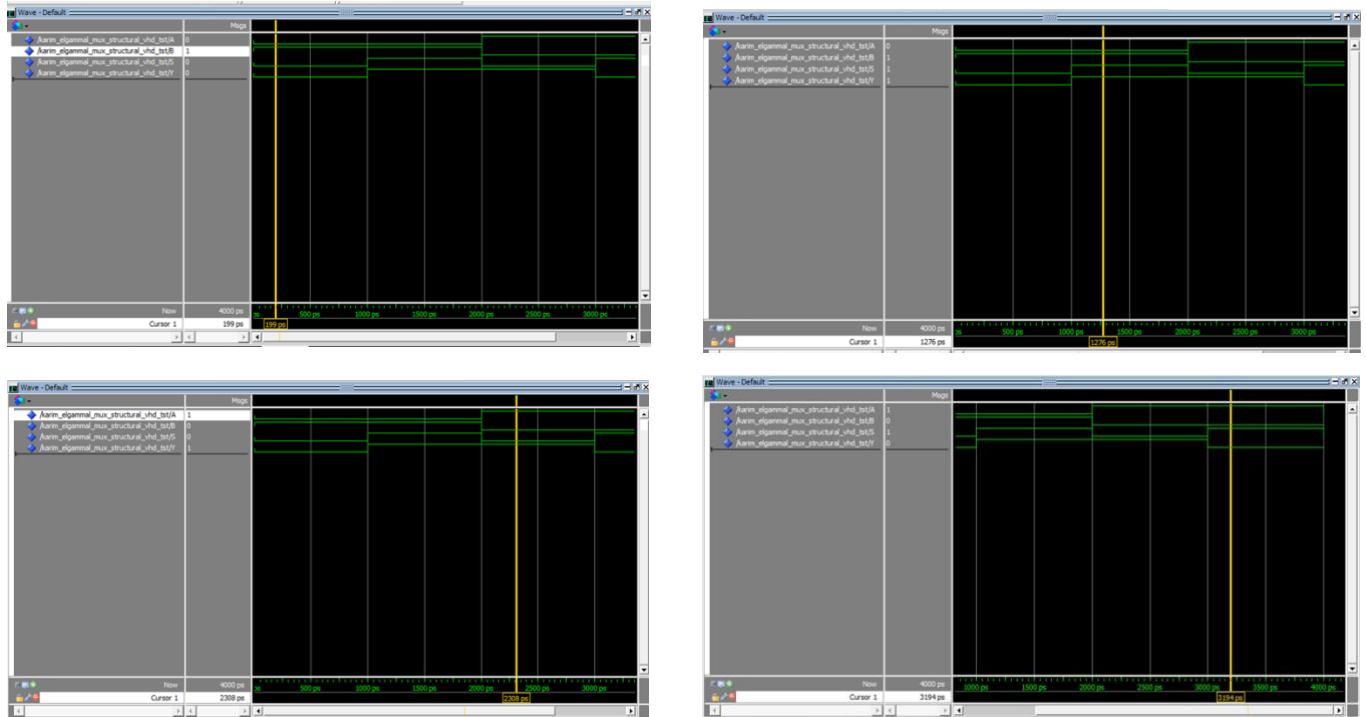 Wave - Default
Msgs
/karim_elgammal_mux_structural_vhd_tst/A 0
/karim_elgammal_mux_structural_vhd_tst/B 1
/karim_elgammal_mux_structural_vhd_tst/S 0
/karim_elgammal_mux_structural_vhd_tst/Y 0
Now 4000 ps
ps 500 ps 1000 ps 1500 ps 2000 ps 2500 ps 3000 ps
Cursor 1 199 ps
199 ps
Wave - Default
Msgs
/karim_elgammal_mux_structural_vhd_tst/A 0
/karim_elgammal_mux_structural_vhd_tst/B 1
/karim_elgammal_mux_structural_vhd_tst/S 1
/karim_elgammal_mux_structural_vhd_tst/Y 1
Now 4000 ps
ps 500 ps 1000 ps 1500 ps 2000 ps 2500 ps 3000 ps
Cursor 1 1276 ps
1276 ps
Wave - Default
Msgs
/karim_elgammal_mux_structural_vhd_tst/A 1
/karim_elgammal_mux_structural_vhd_tst/B 0
/karim_elgammal_mux_structural_vhd_tst/S 0
/karim_elgammal_mux_structural_vhd_tst/Y 1
Now 4000 ps
ps 500 ps 1000 ps 1500 ps 2000 ps 2500 ps 3000 ps
Cursor 1 2308 ps
2308 ps
Wave - Default
Msgs
/karim_elgammal_mux_structural_vhd_tst/A 1
/karim_elgammal_mux_structural_vhd_tst/B 0
/karim_elgammal_mux_structural_vhd_tst/S 1
/karim_elgammal_mux_structural_vhd_tst/Y 0
Now 4000 ps
1000 ps 1500 ps 2000 ps 2500 ps 3000 ps 3500 ps 4000 ps
Cursor 1 3194 ps
3194 ps